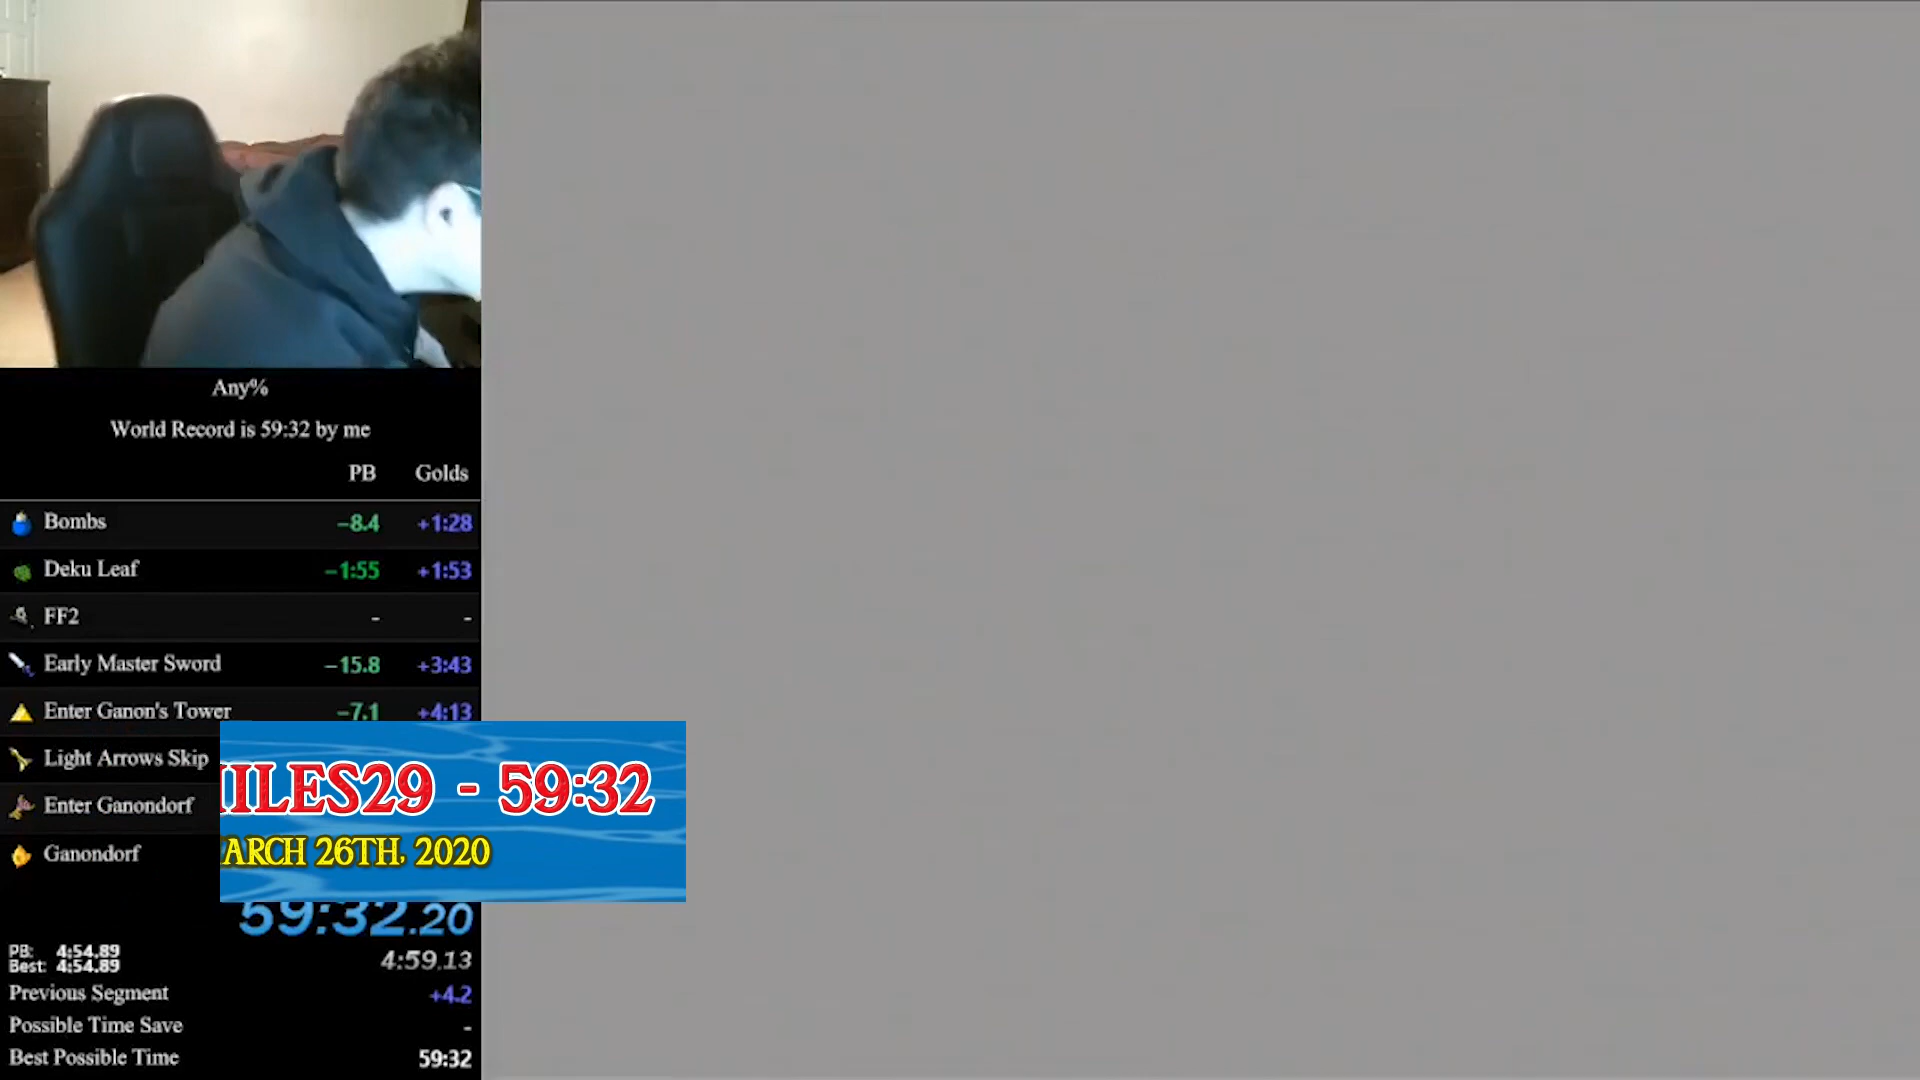 Any%
World Record is 59:32 by me
PB Golds
Bombs −8.4 +1:28
Deku Leaf −1:55 +1:53
FF2 - -
Early Master Sword −15.8 +3:43
Enter Ganon's Tower −7.1 +4:13
Light Arrows Skip
Enter Ganondorf
Ganondorf
ILES29 - 59:32
ARCH 26TH, 2020
59:32.20
PB: 4:54.89
Best: 4:54.89
4:59.13
Previous Segment +4.2
Possible Time Save -
Best Possible Time 59:32